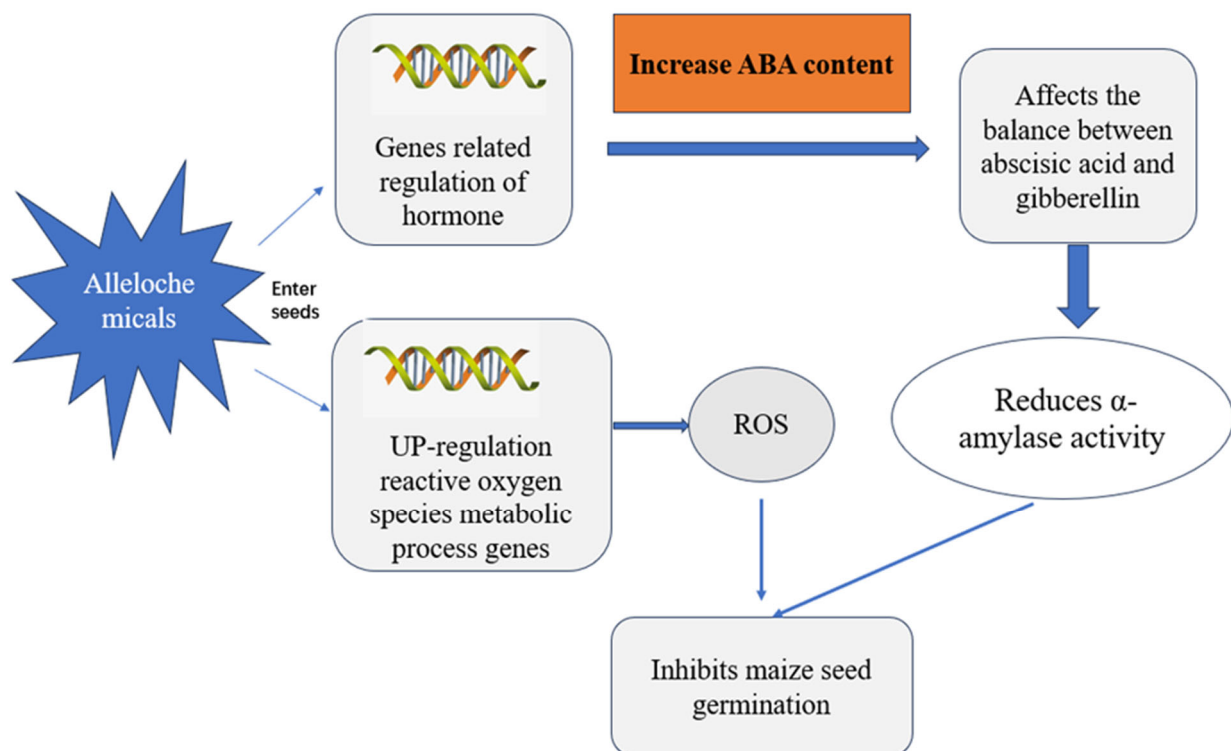 Alleloche
micals
Enter
seeds
Genes related
regulation of
hormone
Increase ABA content
Affects the
balance between
abscisic acid and
gibberellin
UP-regulation
reactive oxygen
species metabolic
process genes
ROS
Reduces α-
amylase activity
Inhibits maize seed
germination